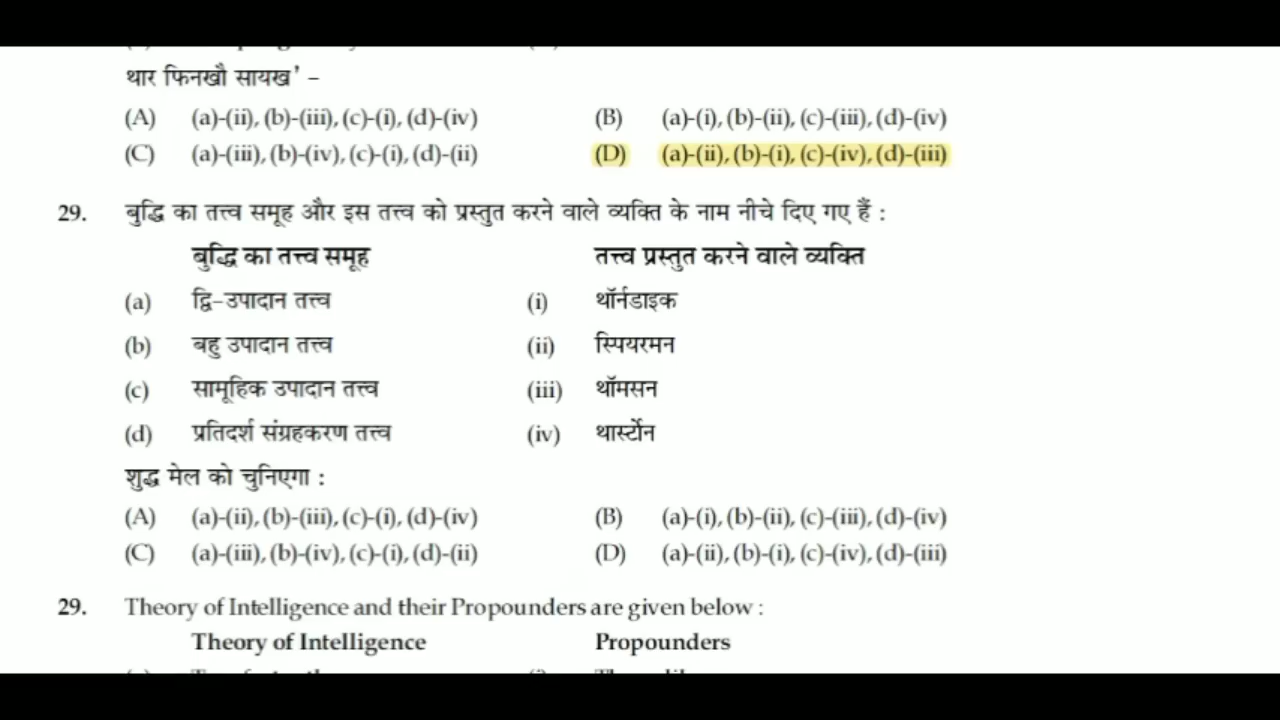 थार फिनखौ सायख' –
(A) (a)-(ii), (b)-(iii), (c)-(i), (d)-(iv) (B) (a)-(i), (b)-(ii), (c)-(iii), (d)-(iv)
(C) (a)-(iii), (b)-(iv), (c)-(i), (d)-(ii) (D) (a)-(ii), (b)-(i), (c)-(iv), (d)-(iii)
29. बुद्धि का तत्त्व समूह और इस तत्त्व को प्रस्तुत करने वाले व्यक्ति के नाम नीचे दिए गए हैं :
बुद्धि का तत्त्व समूह तत्त्व प्रस्तुत करने वाले व्यक्ति
(a) द्वि-उपादान तत्त्व (i) थॉर्नडाइक
(b) बहु उपादान तत्त्व (ii) स्पियरमन
(c) सामूहिक उपादान तत्त्व (iii) थॉमसन
(d) प्रतिदर्श संग्रहकरण तत्त्व (iv) थार्स्टोन
शुद्ध मेल को चुनिएगा :
(A) (a)-(ii), (b)-(iii), (c)-(i), (d)-(iv) (B) (a)-(i), (b)-(ii), (c)-(iii), (d)-(iv)
(C) (a)-(iii), (b)-(iv), (c)-(i), (d)-(ii) (D) (a)-(ii), (b)-(i), (c)-(iv), (d)-(iii)
29. Theory of Intelligence and their Propounders are given below :
Theory of Intelligence Propounders